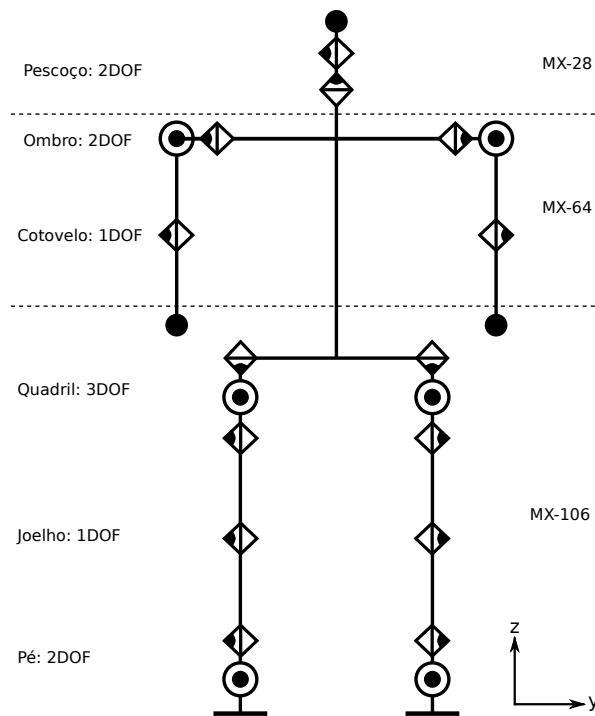 Pescoço: 2DOF
MX-28
Ombro: 2DOF
MX-64
Cotovelo: 1DOF
Quadril: 3DOF
MX-106
Joelho: 1DOF
Pé: 2DOF
z
y